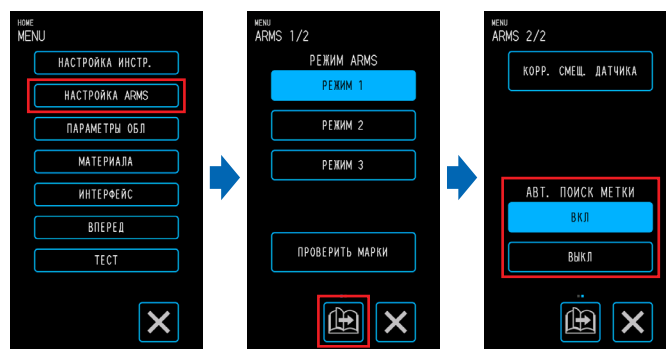 HOME
MENU
НАСТРОЙКА ИНСТР.
НАСТРОЙКА ARMS
ПАРАМЕТРЫ ОБЛ
МАТЕРИАЛА
ИНТЕРФЕЙС
ВПЕРЕД
ТЕСТ
MENU
ARMS 1/2
РЕЖИМ ARMS
РЕЖИМ 1
РЕЖИМ 2
РЕЖИМ 3
ПРОВЕРИТЬ МАРКИ
MENU
ARMS 2/2
КОРР. СМЕЩ. ДАТЧИКА
АВТ. ПОИСК МЕТКИ
ВКЛ
ВЫКЛ